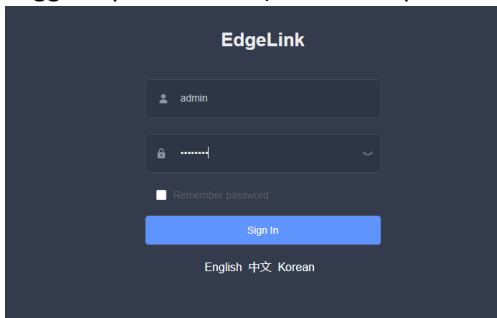 EdgeLink
admin
••••••••
Remember password
Sign In
English 中文 Korean